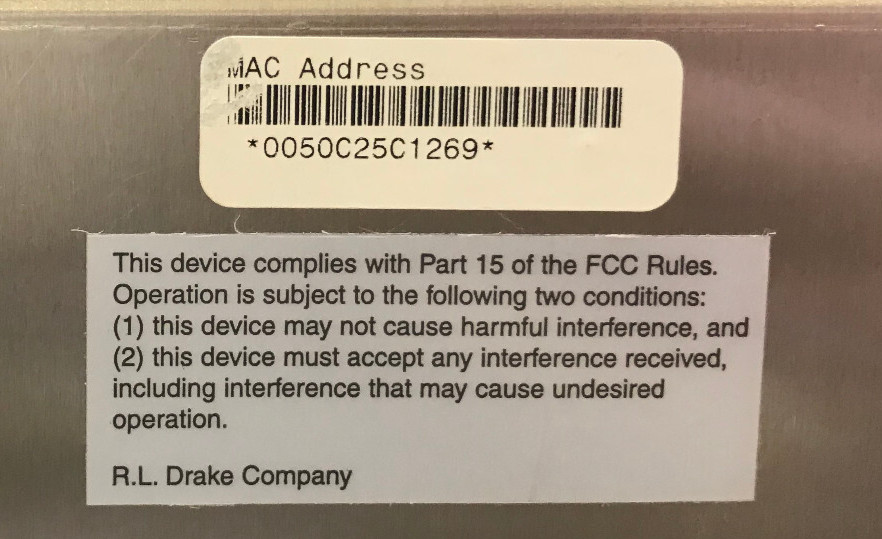 MAC Address
*0050C25C1269*
This device complies with Part 15 of the FCC Rules.
Operation is subject to the following two conditions:
(1) this device may not cause harmful interference, and
(2) this device must accept any interference received,
including interference that may cause undesired
operation.
R.L. Drake Company